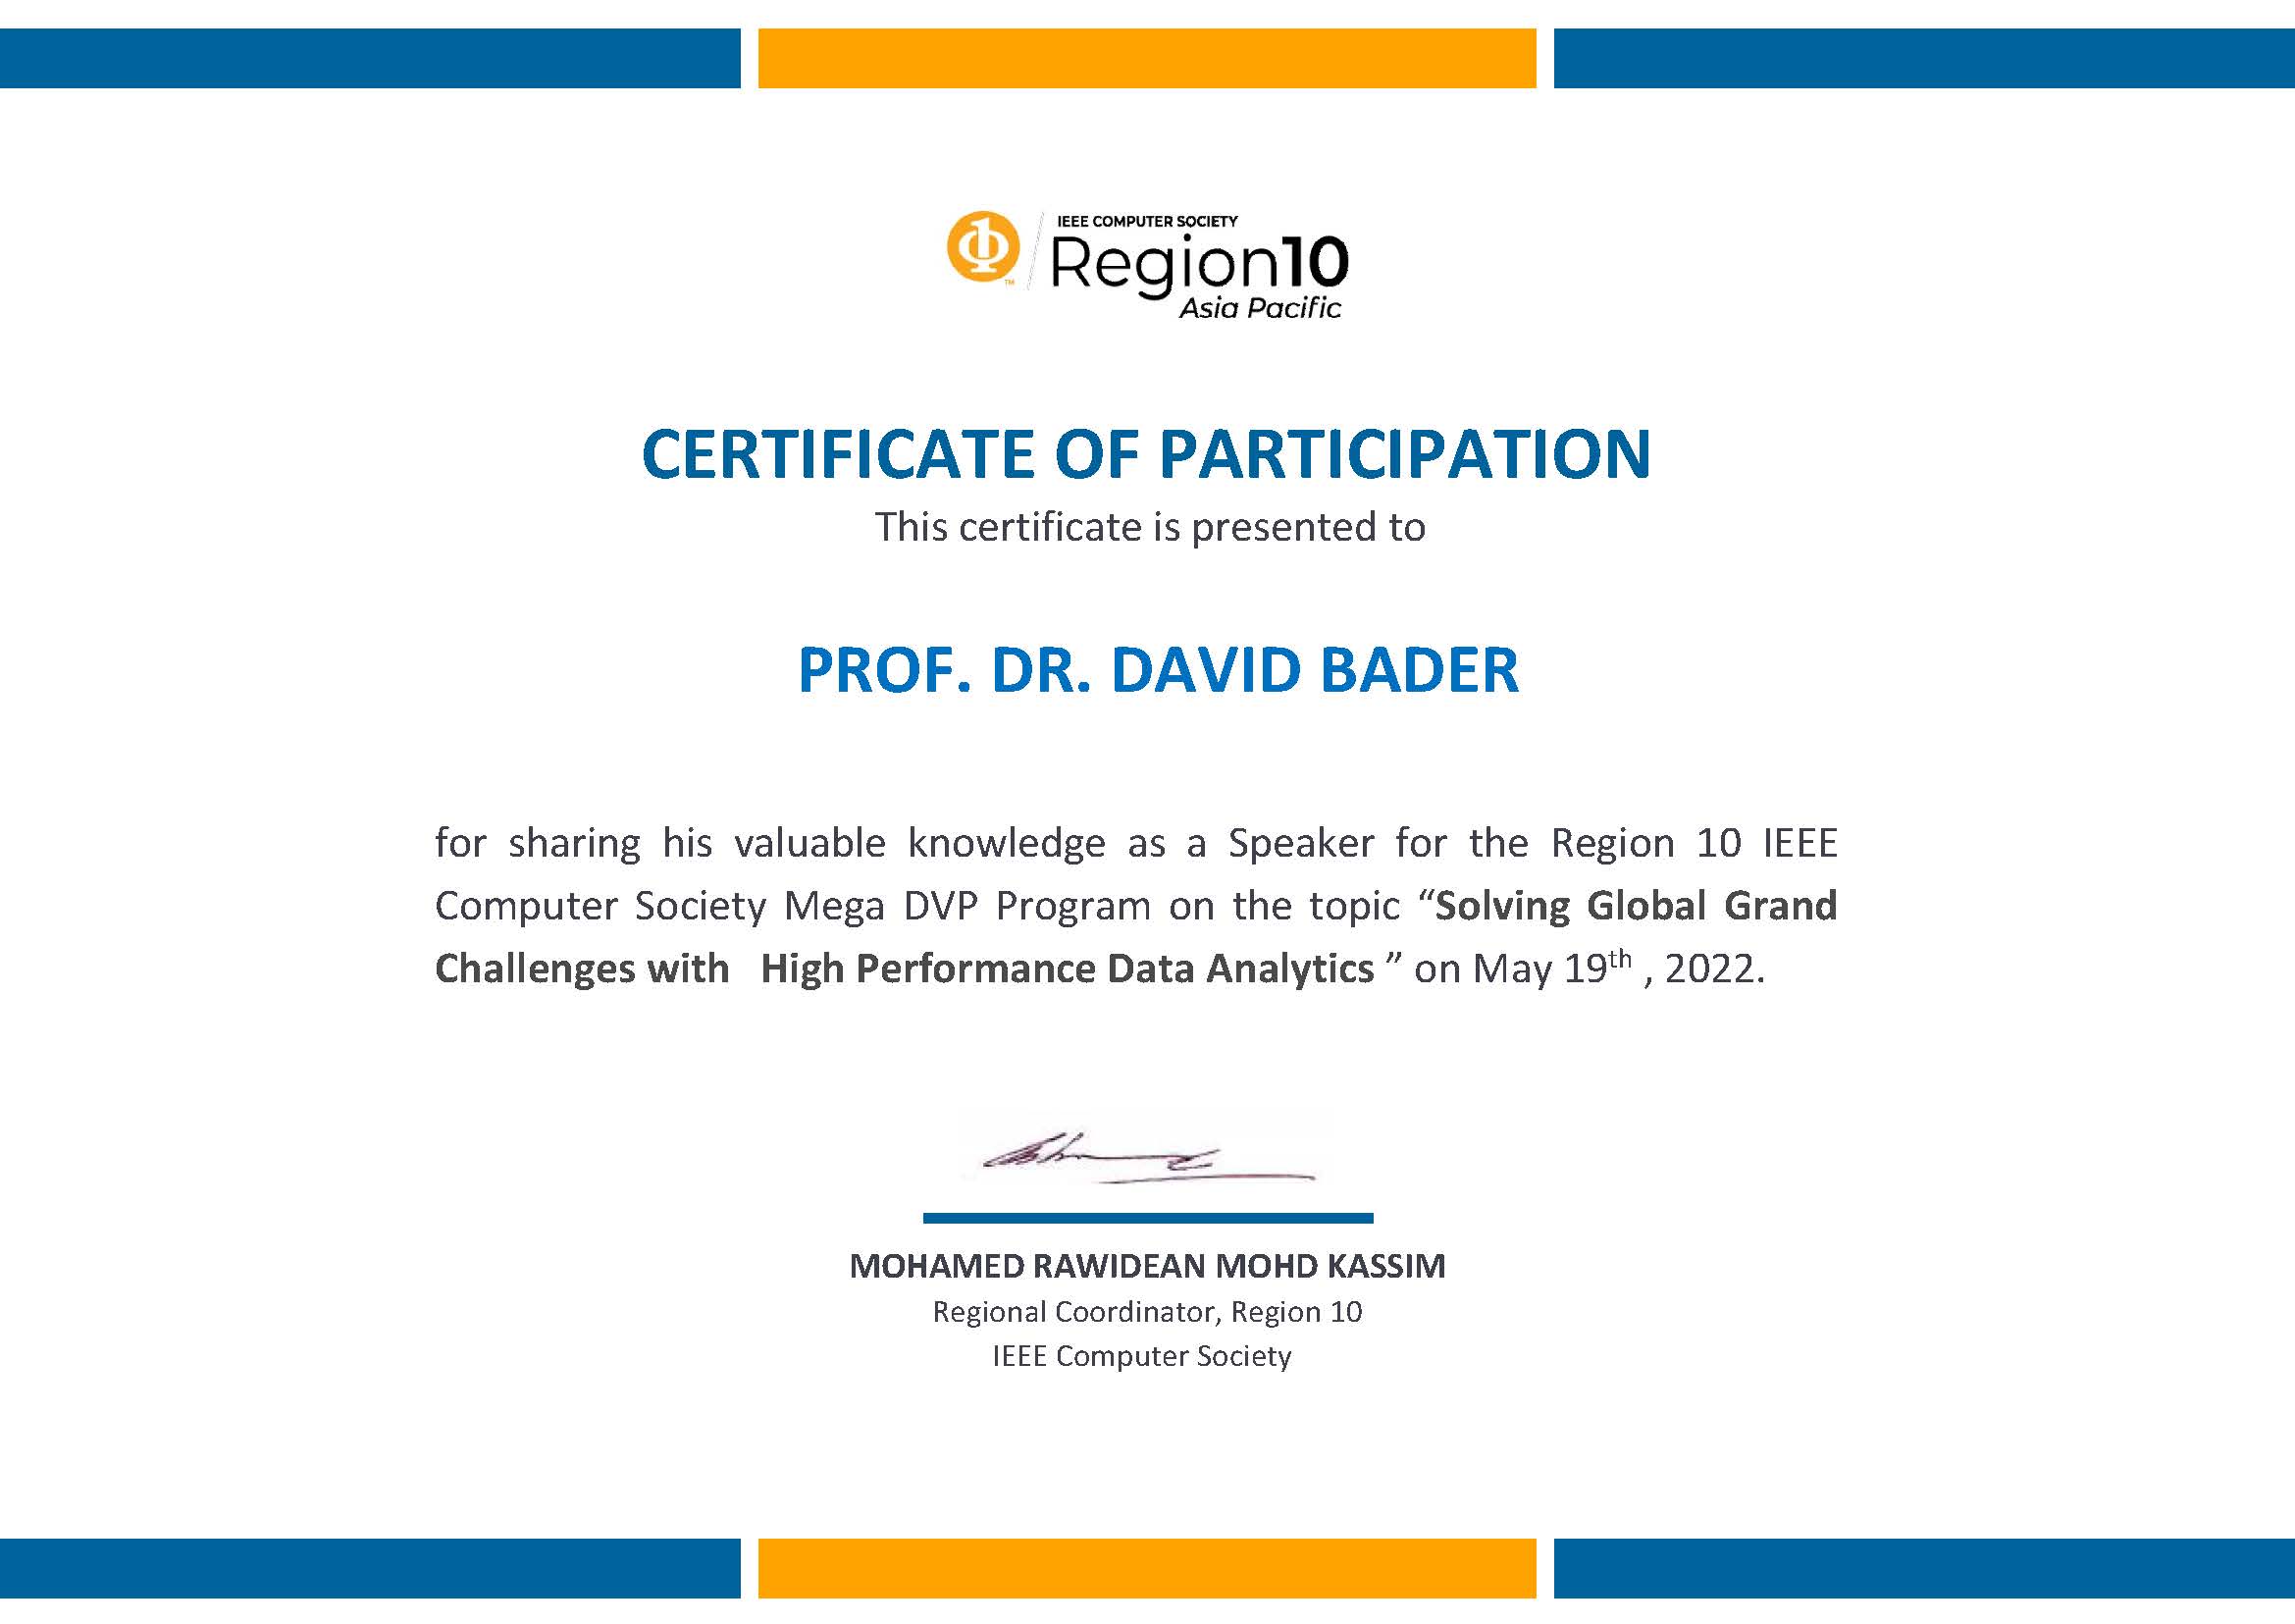 IEEE COMPUTER SOCIETY
Region10
Asia Pacific
TM
CERTIFICATE OF PARTICIPATION
This certificate is presented to
PROF. DR. DAVID BADER
for sharing his valuable knowledge as a Speaker for the Region 10 IEEE
Computer Society Mega DVP Program on the topic “Solving Global Grand
Challenges with   High Performance Data Analytics ” on May 19th , 2022.
MOHAMED RAWIDEAN MOHD KASSIM
Regional Coordinator, Region 10
IEEE Computer Society